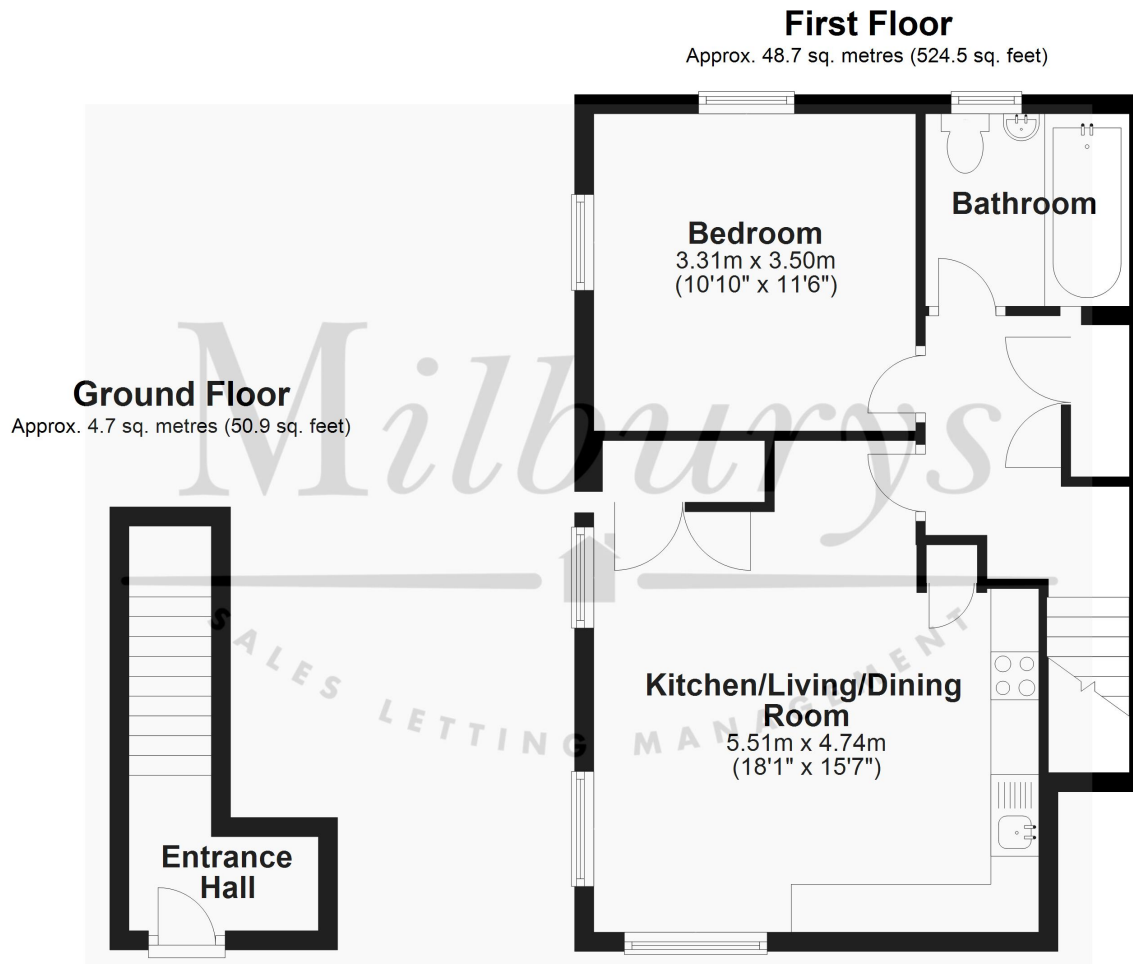 First Floor
Approx. 48.7 sq. metres (524.5 sq. feet)
Bathroom
Bedroom
3.31m x 3.50m
(10'10" x 11'6")
Milburys
SALES LETTING MANAGEMENT
Ground Floor
Approx. 4.7 sq. metres (50.9 sq. feet)
Kitchen/Living/Dining
Room
5.51m x 4.74m
(18'1" x 15'7")
Entrance
Hall